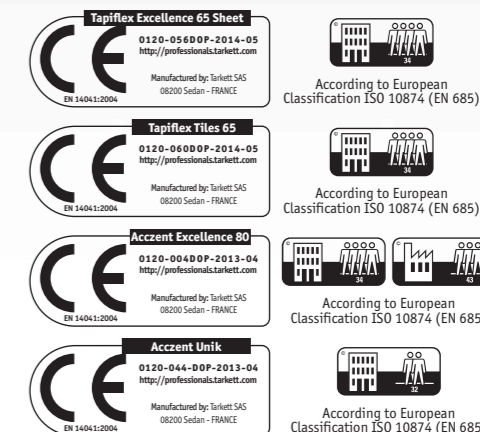 Tapiflex Excellence 65 Sheet
0120-056DOP-2014-05
http://professionals.tarkett.com
Manufactured by: Tarkett SAS
08200 Sedan - FRANCE
EN 14041:2004
34
According to European
Classification ISO 10874 (EN 685)
Tapiflex Tiles 65
0120-060DOP-2014-05
http://professionals.tarkett.com
Manufactured by: Tarkett SAS
08200 Sedan - FRANCE
EN 14041:2004
34
According to European
Classification ISO 10874 (EN 685)
Acczent Excellence 80
0120-004DOP-2013-04
http://professionals.tarkett.com
Manufactured by: Tarkett SAS
08200 Sedan - FRANCE
EN 14041:2004
34
43
According to European
Classification ISO 10874 (EN 685
Acczent Unik
0120-044-DOP-2013-04
http://professionals.tarkett.com
Manufactured by: Tarkett SAS
08200 Sedan - FRANCE
EN 14041:2004
32
According to European
Classification ISO 10874 (EN 685